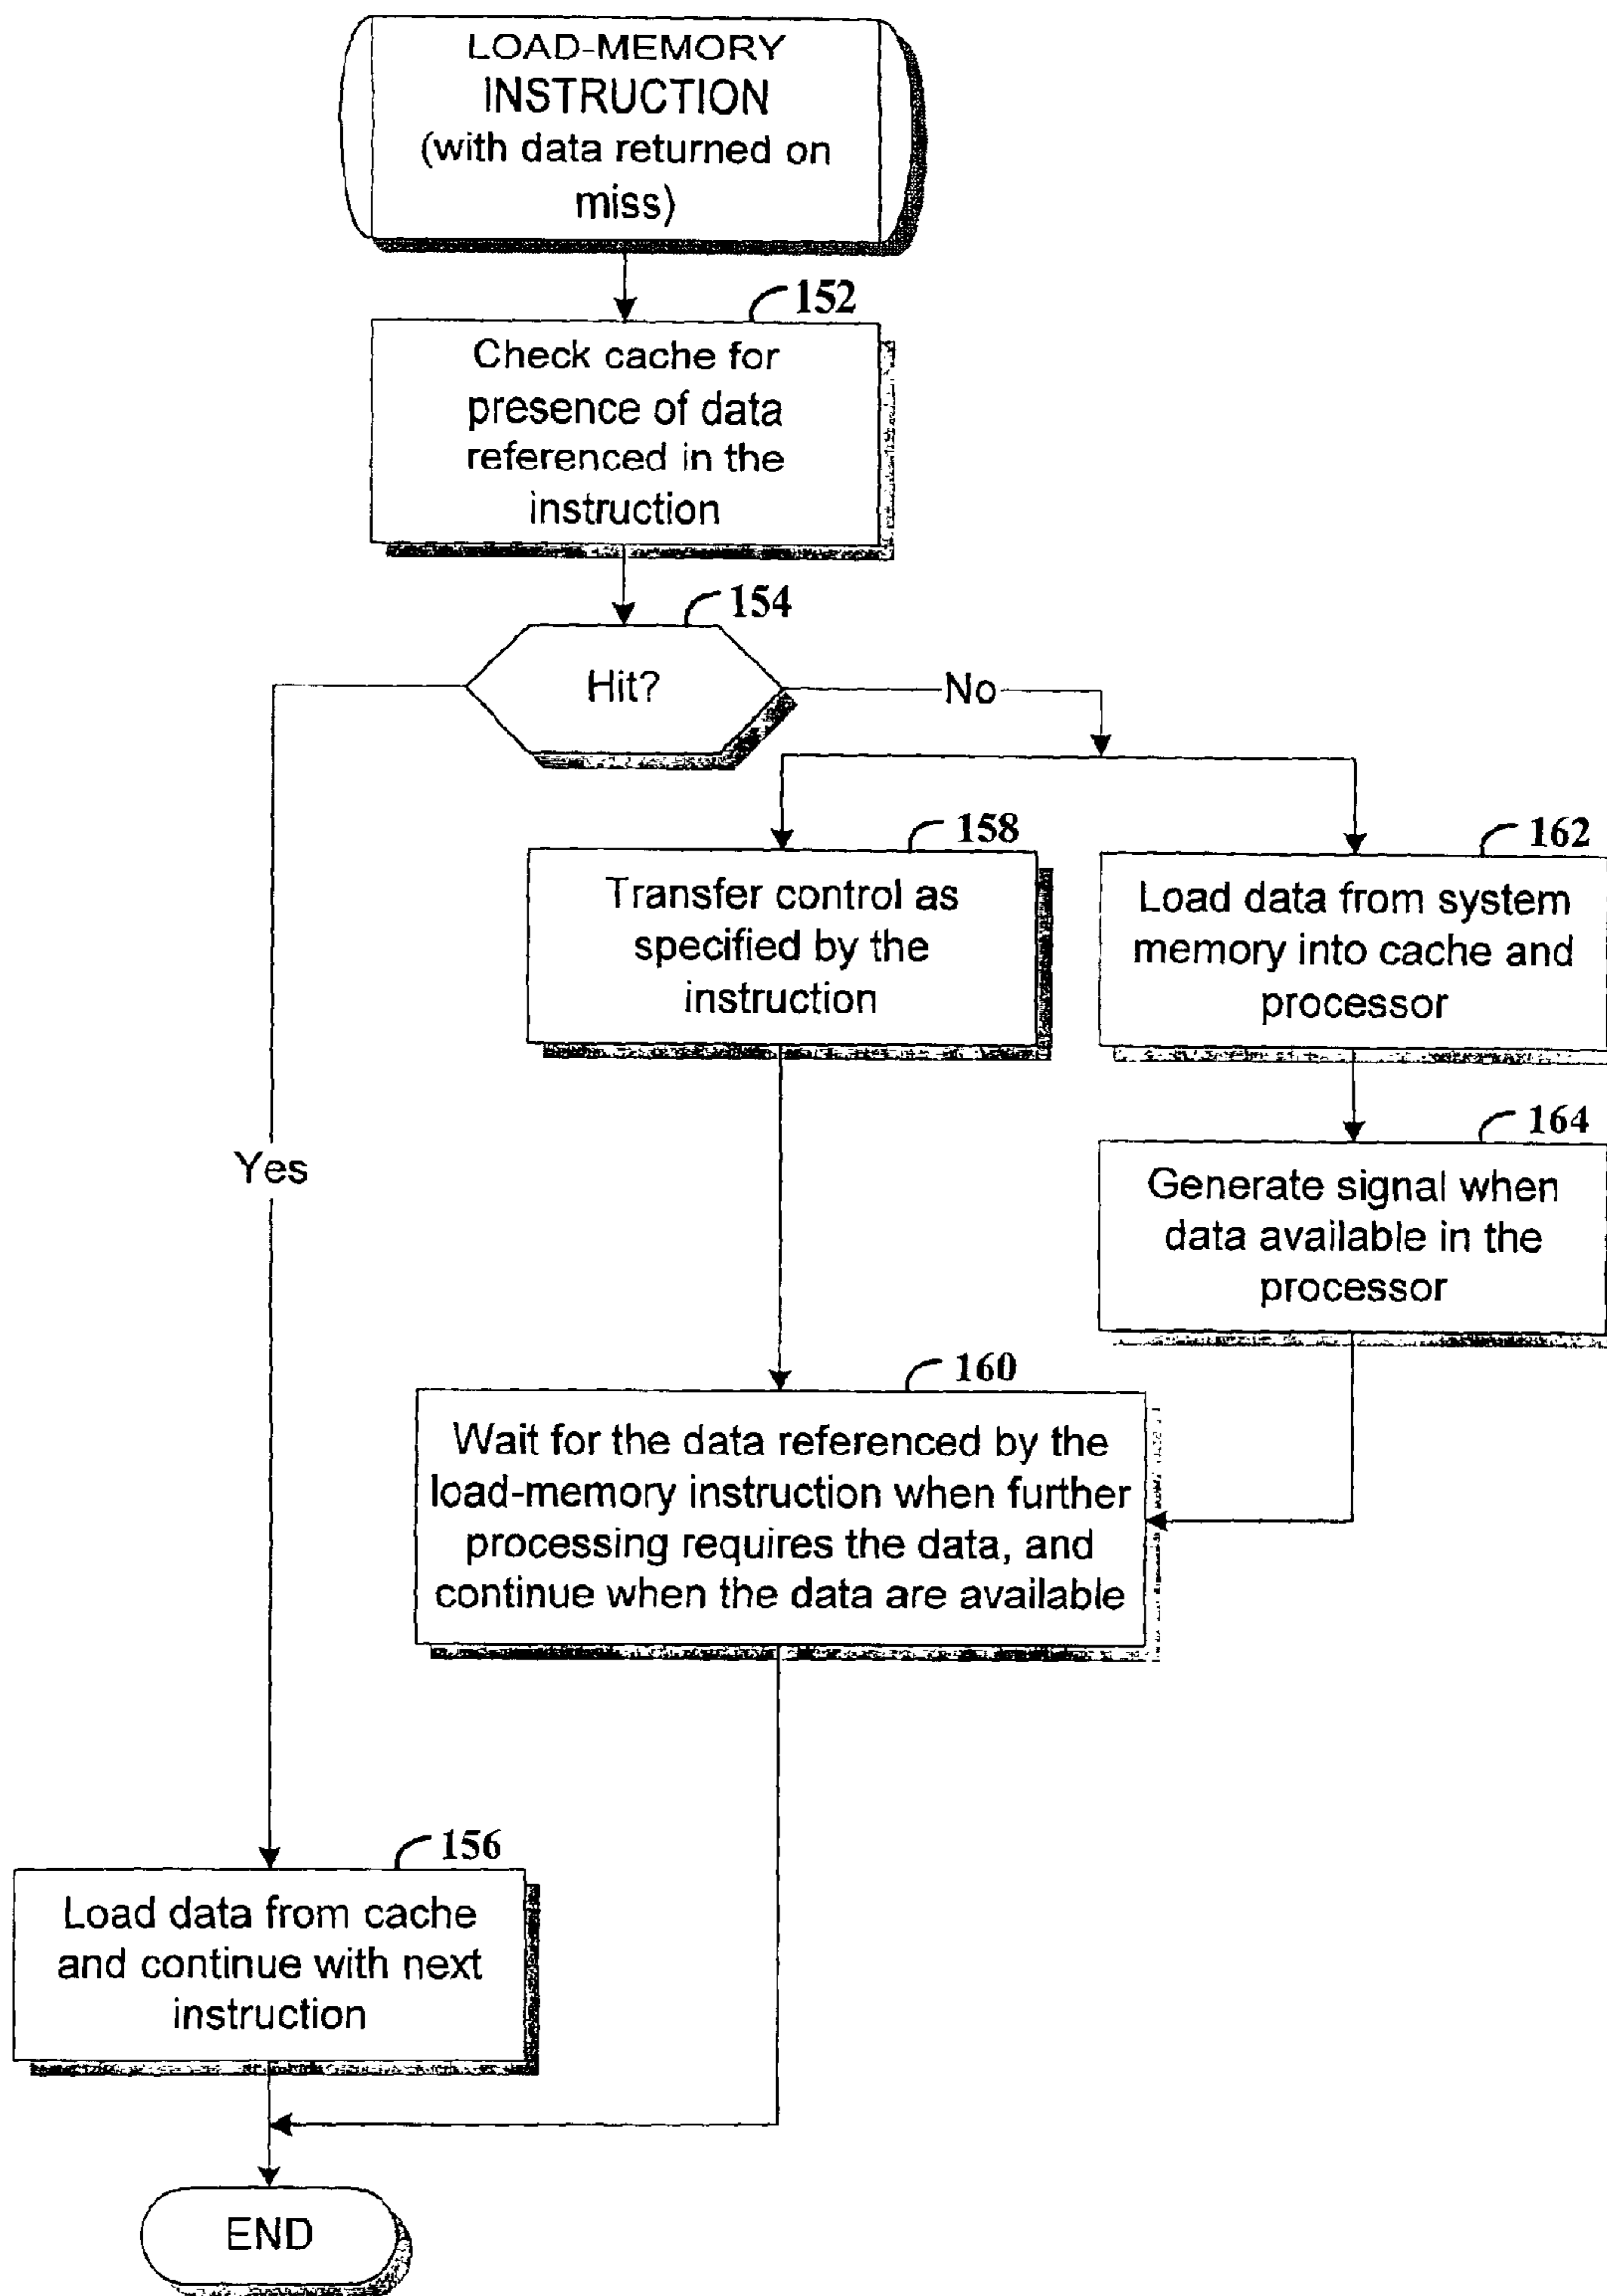 LOAD-MEMORY
INSTRUCTION
(with data returned on
miss)
152
Check cache for
presence of data
referenced in the
instruction
154
Hit?
No
158
Transfer control as
specified by the
instruction
162
Load data from system
memory into cache and
processor
164
Generate signal when
data available in the
processor
Yes
160
Wait for the data referenced by the
load-memory instruction when further
processing requires the data, and
continue when the data are available
156
Load data from cache
and continue with next
instruction
END